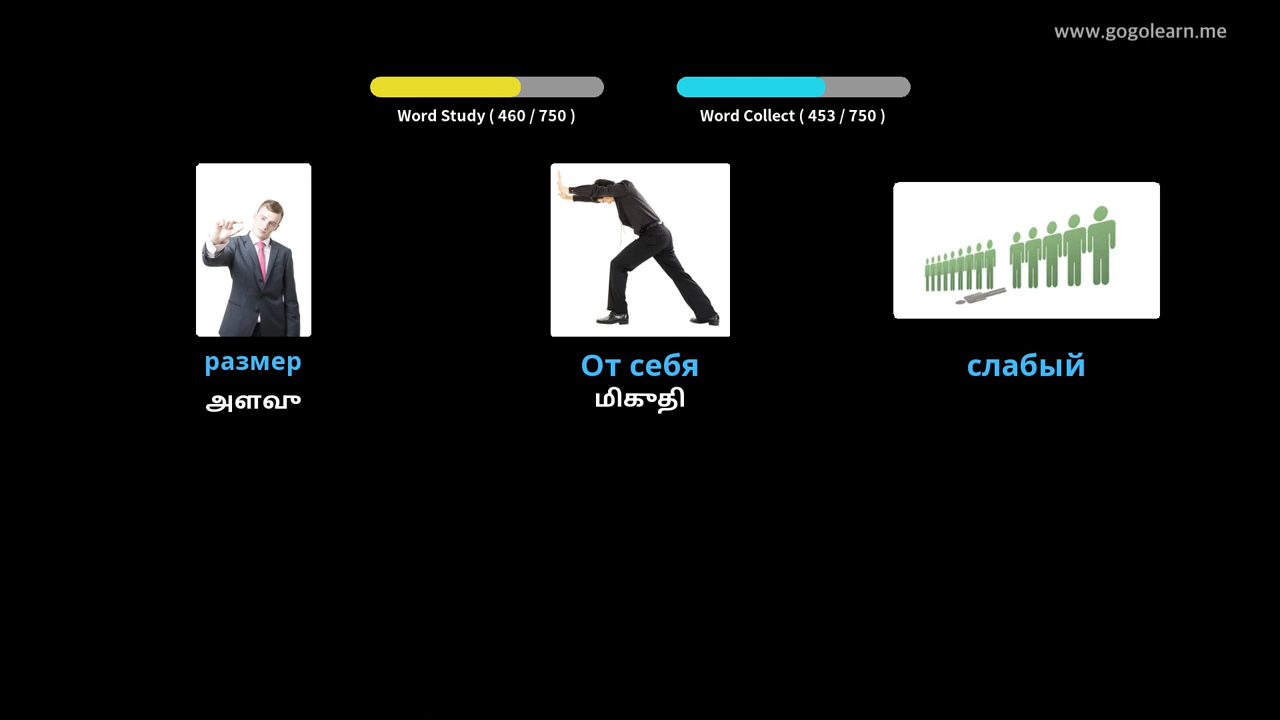 www.gogolearn.me
Word Study ( 460 / 750 )
Word Collect ( 453 / 750 )
размер
அளவு
От себя
மிகுதி
слабый